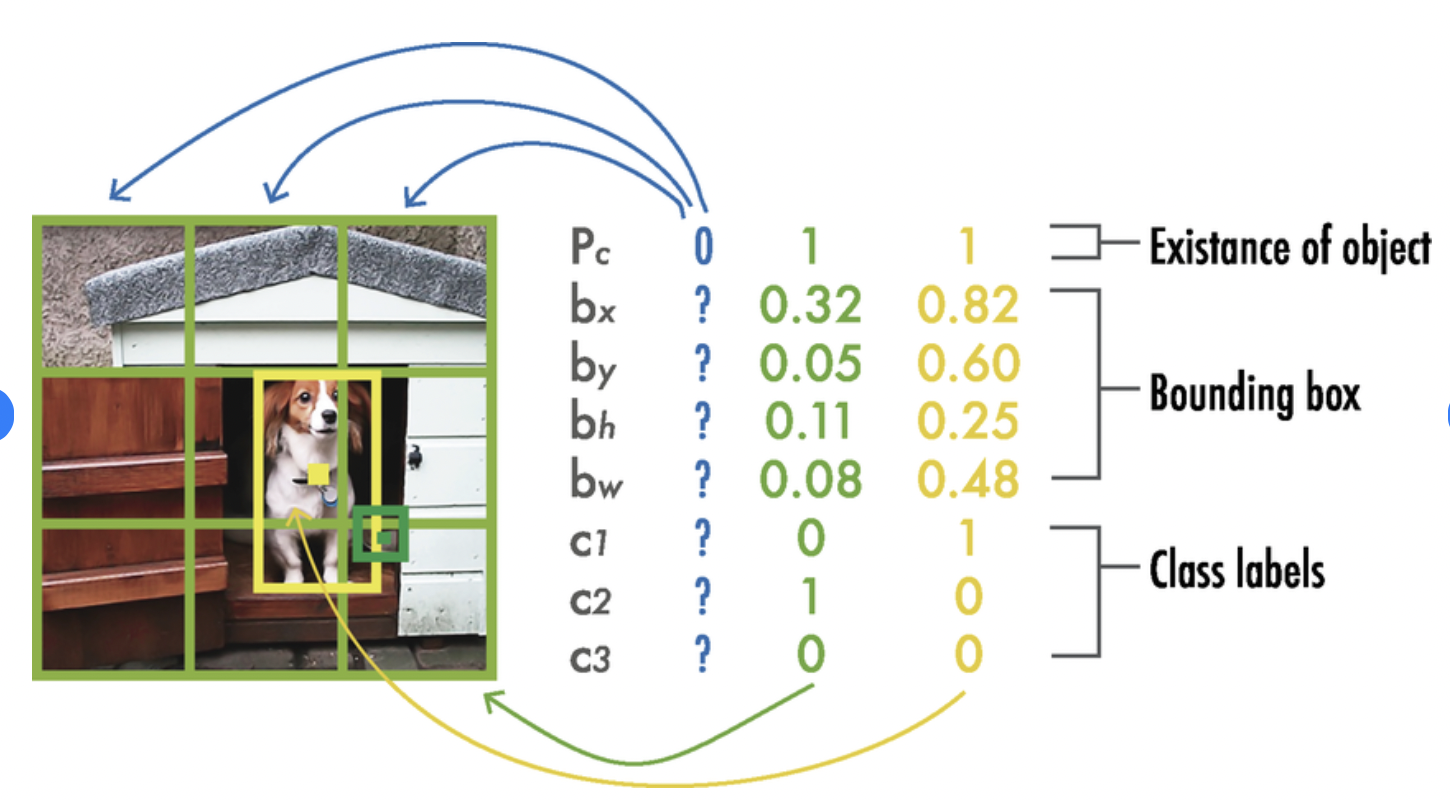 Pc 0 1 1 Existance of object
bx ? 0.32 0.82
by ? 0.05 0.60
Bounding box
bh ? 0.11 0.25
bw ? 0.08 0.48
c1 ? 0 1
Class labels
c2 ? 1 0
c3 ? 0 0